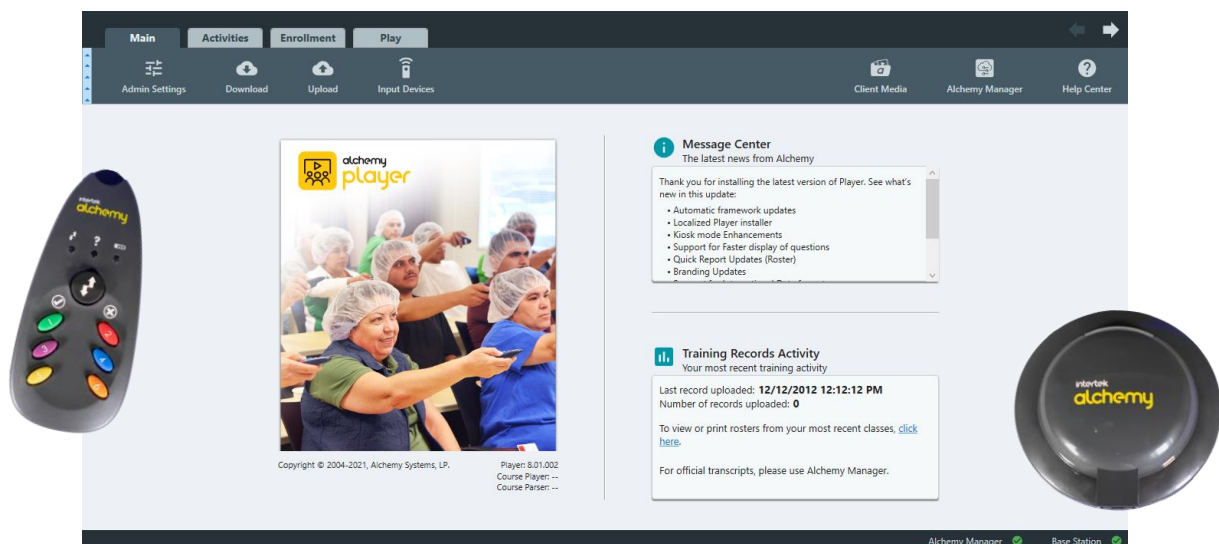 Main Activities Enrollment Play
Admin Settings Download Upload Input Devices Client Media Alchemy Manager Help Center
alchemy
player
Message Center
The latest news from Alchemy
Thank you for installing the latest version of Player. See what's
new in this update:
• Automatic framework updates
• Localized Player installer
• Kiosk mode Enhancements
• Support for Faster display of questions
• Quick Report Updates (Roster)
• Branding Updates
intertek
alchemy
?
1
2
3
4
Training Records Activity
Your most recent training activity
Last record uploaded: 12/12/2012 12:12:12 PM
Number of records uploaded: 0
To view or print rosters from your most recent classes, click
here.
For official transcripts, please use Alchemy Manager.
intertek
alchemy
Copyright © 2004-2021, Alchemy Systems, LP.
Player: 8.01.002
Course Player: --
Course Parser: --
Alchemy Manager Base Station